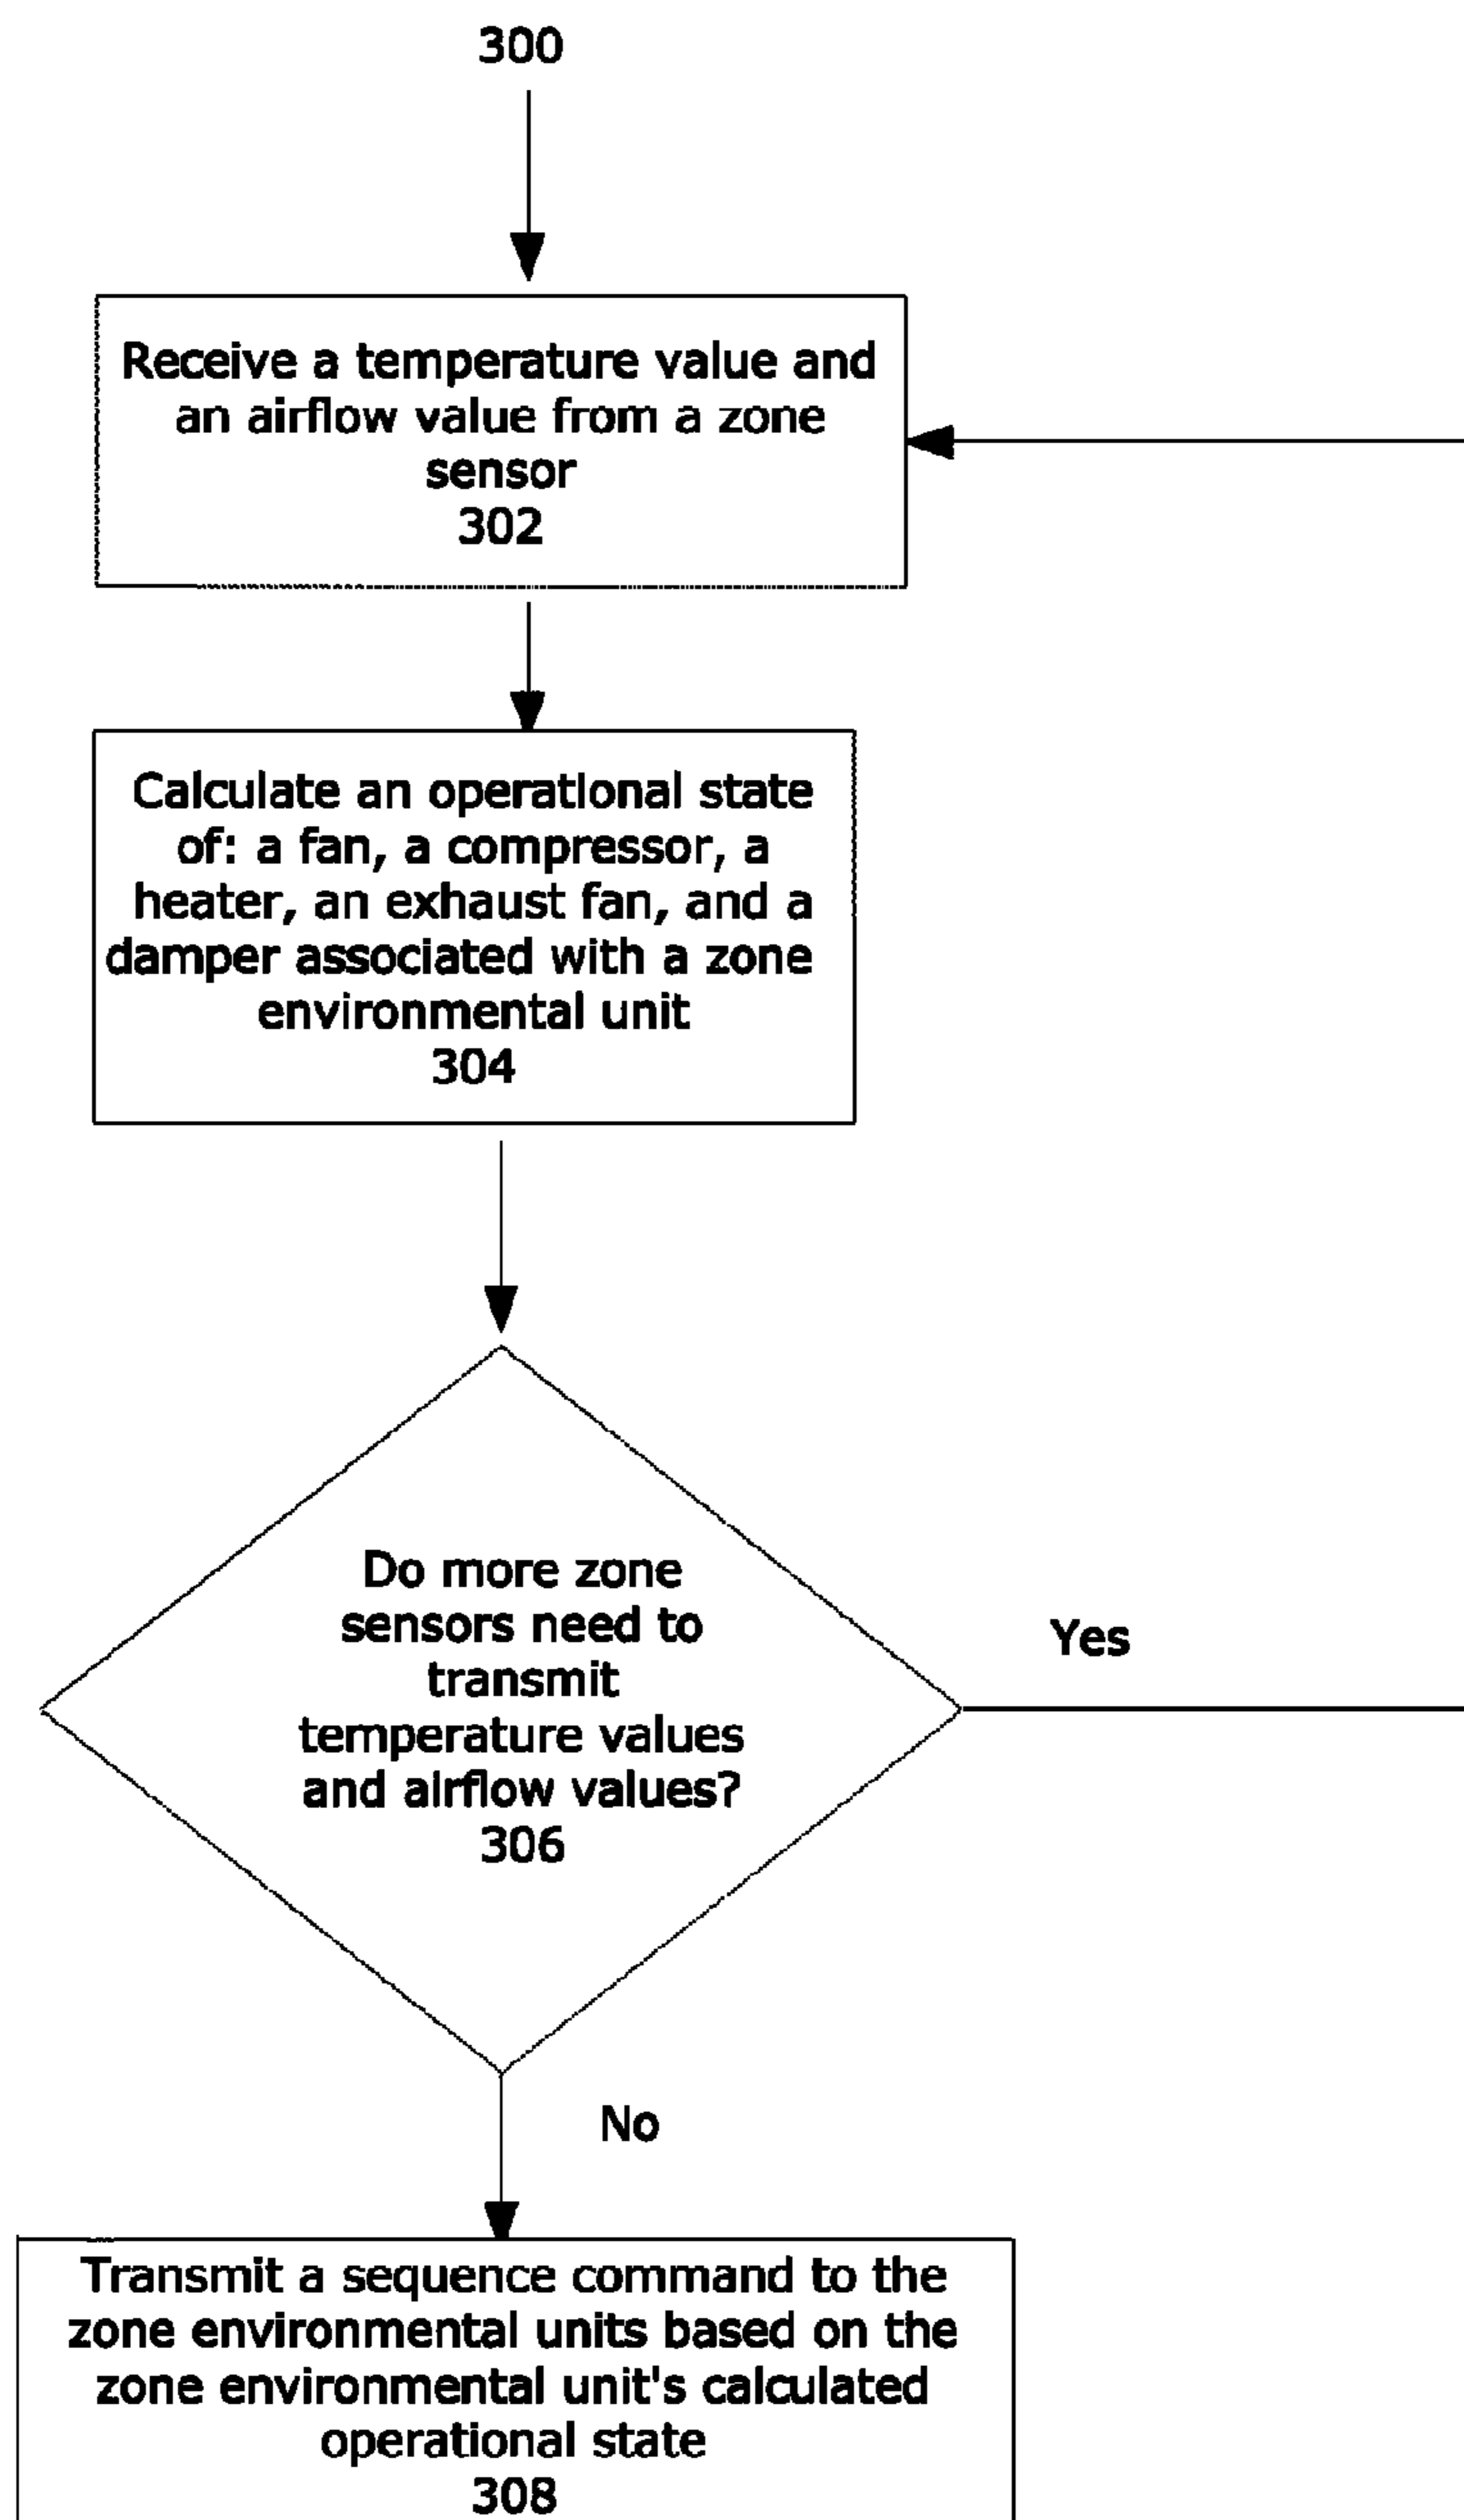 300
Receive a temperature value and
an airflow value from a zone
sensor
302
Calculate an operational state
of: a fan, a compressor, a
heater, an exhaust fan, and a
damper associated with a zone
environmental unit
304
Do more zone
sensors need to
transmit
temperature values
and airflow values?
306
Yes
No
Transmit a sequence command to the
zone environmental units based on the
zone environmental unit's calculated
operational state
308